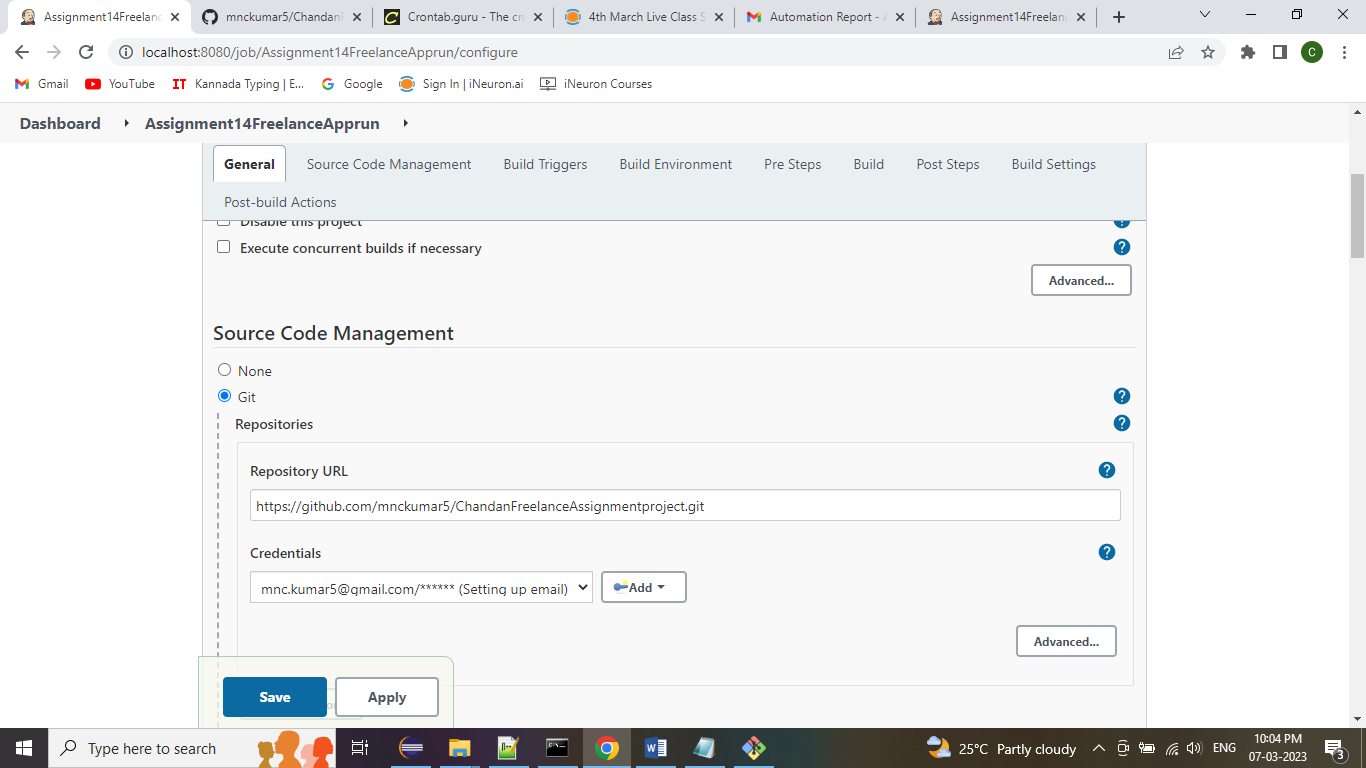 Assignment14Freelanc
mnckumar5/ChandanF
Crontab.guru - The cro
4th March Live Class S
Automation Report - A
Assignment14Freelanc
localhost:8080/job/Assignment14FreelanceApprun/configure
C
Gmail
YouTube
IT Kannada Typing | E...
Google
Sign In | iNeuron.ai
iNeuron Courses
Dashboard
Assignment14FreelanceApprun
General
Source Code Management
Build Triggers
Build Environment
Pre Steps
Build
Post Steps
Build Settings
Post-build Actions
Disable this project
?
Execute concurrent builds if necessary
?
Advanced...
Source Code Management
None
Git
?
Repositories
?
Repository URL
?
https://github.com/mnckumar5/ChandanFreelanceAssignmentproject.git
Credentials
?
mnc.kumar5@gmail.com/****** (Setting up email)
Add
Advanced...
Save
Apply
Type here to search
25°C Partly cloudy
ENG
10:04 PM
07-03-2023
3